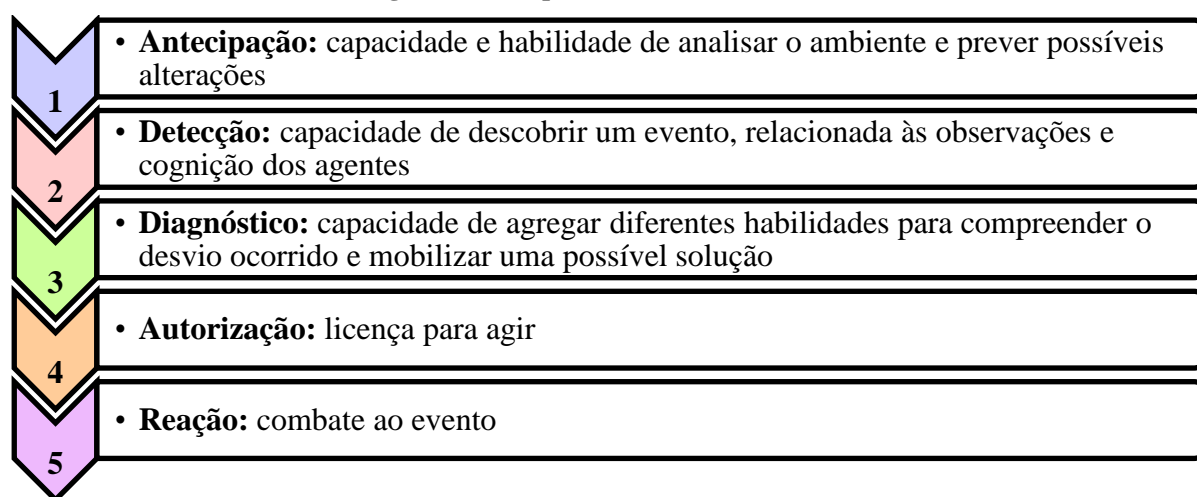 • Antecipação: capacidade e habilidade de analisar o ambiente e prever possíveis
alterações
1
• Detecção: capacidade de descobrir um evento, relacionada às observações e
cognição dos agentes
2
• Diagnóstico: capacidade de agregar diferentes habilidades para compreender o
desvio ocorrido e mobilizar uma possível solução
3
• Autorização: licença para agir
4
• Reação: combate ao evento
5